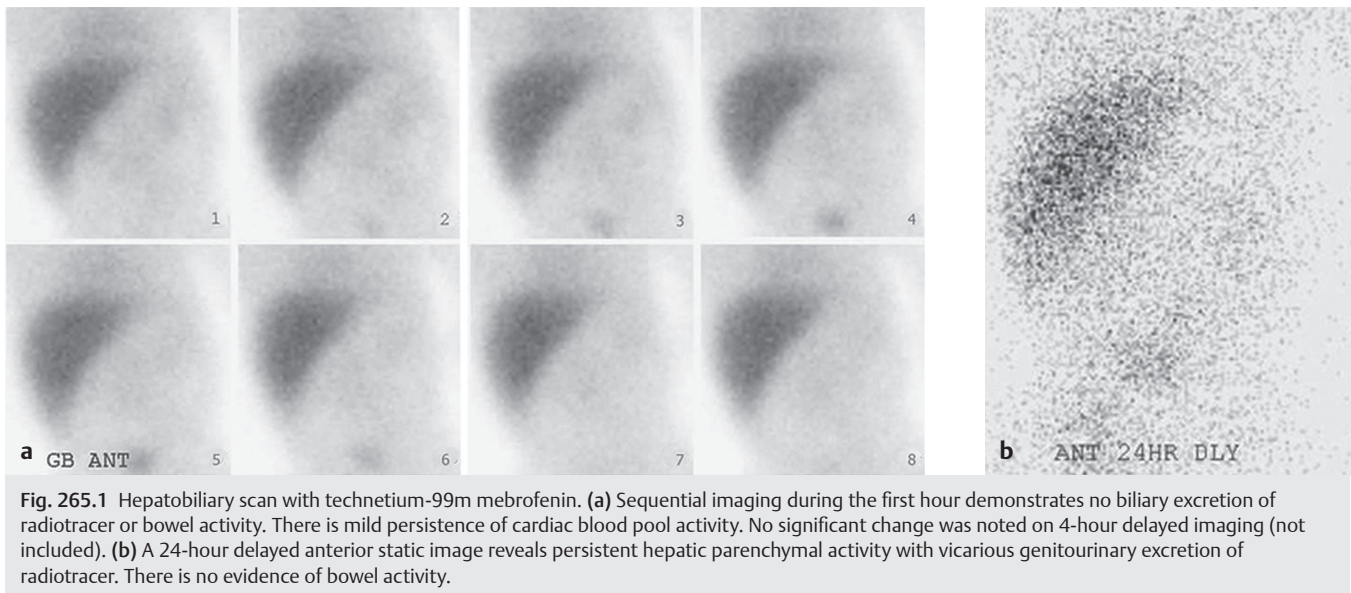 1
2
3
4
a GB ANT 5
6
7
8
b ANT 24HR DLY
Fig. 265.1 Hepatobiliary scan with technetium-99m mebrofenin. (a) Sequential imaging during the first hour demonstrates no biliary excretion of
radiotracer or bowel activity. There is mild persistence of cardiac blood pool activity. No significant change was noted on 4-hour delayed imaging (not
included). (b) A 24-hour delayed anterior static image reveals persistent hepatic parenchymal activity with vicarious genitourinary excretion of
radiotracer. There is no evidence of bowel activity.